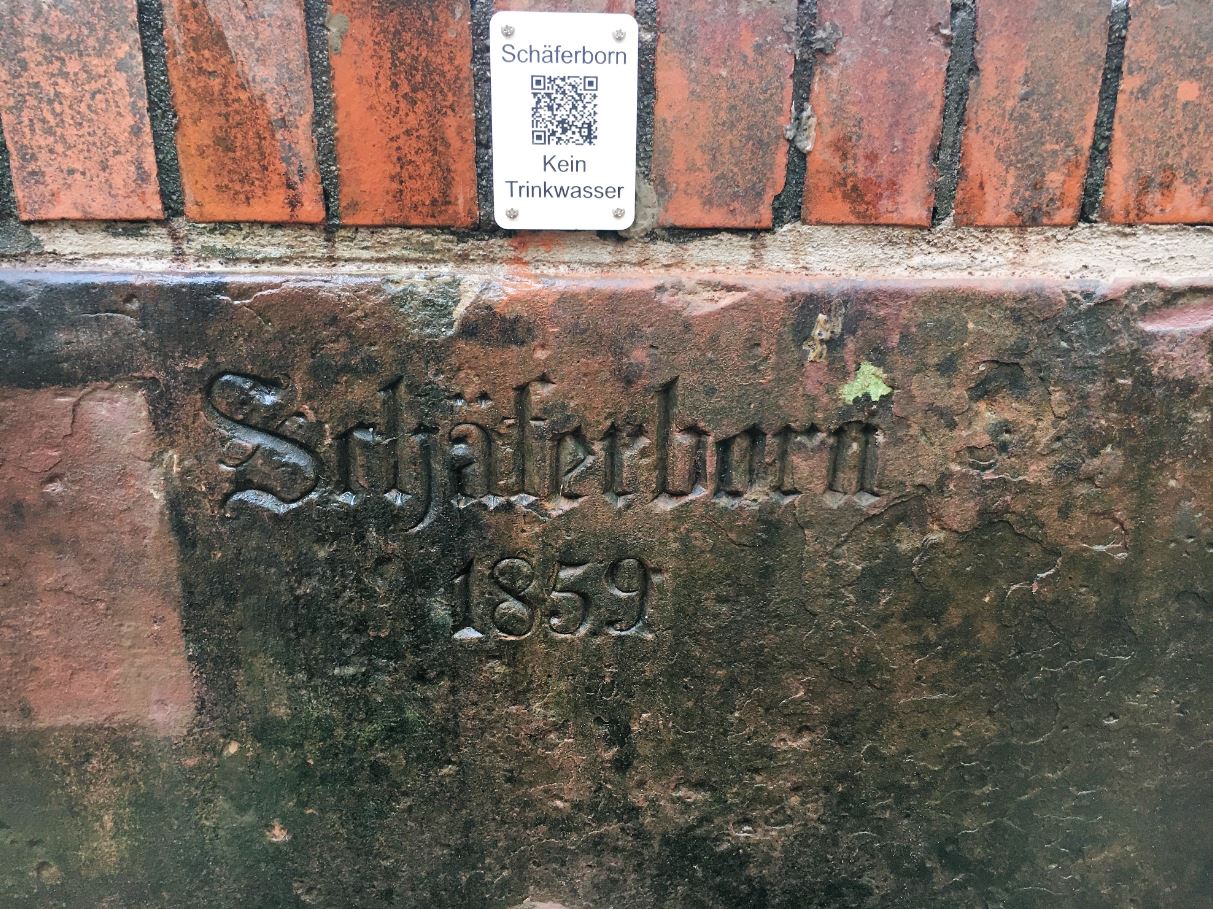 Schäferborn
Kein
Trinkwasser
Schäferborn
1859